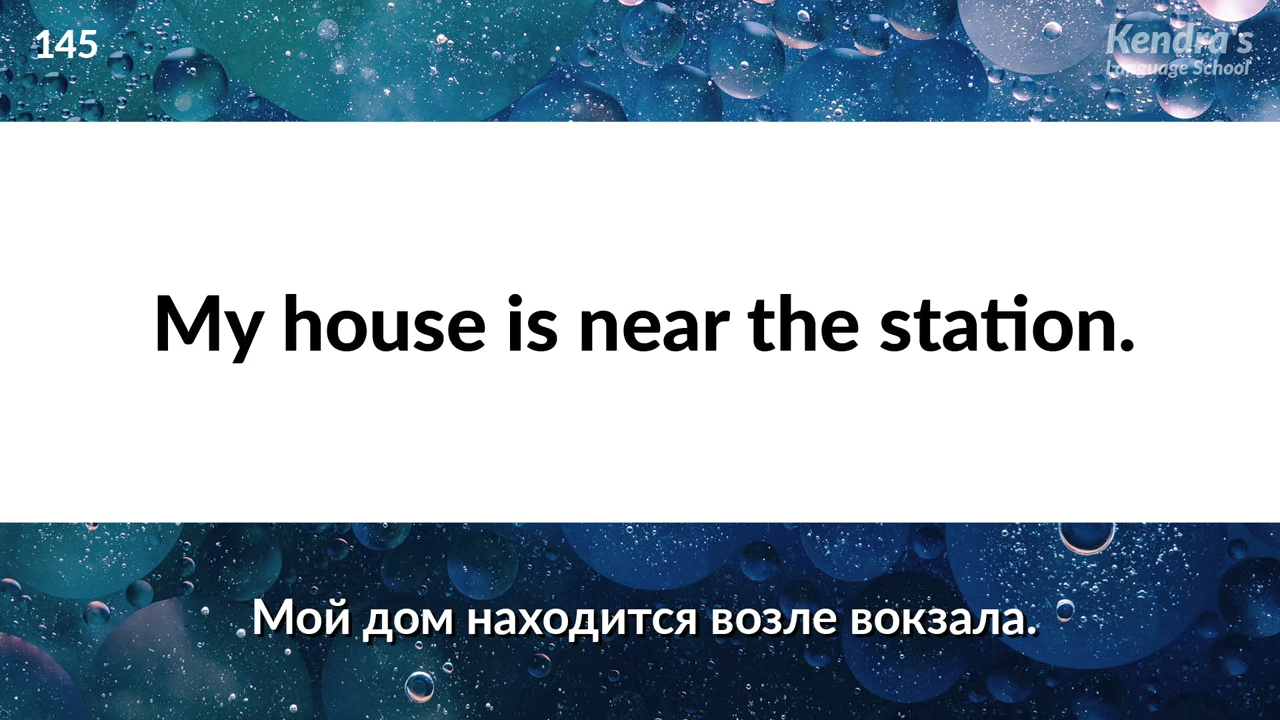 145
Kendra's
Language School
My house is near the station.
Мой дом находится возле вокзала.